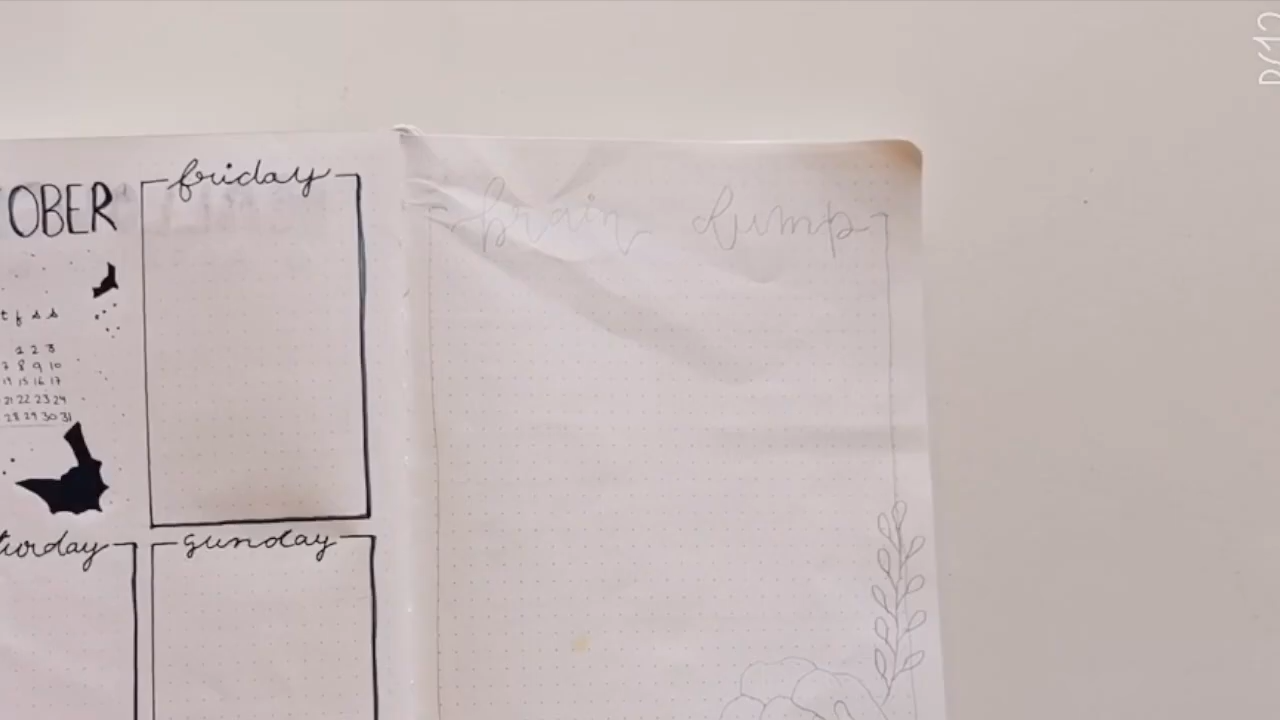 OBER
t f s s
1 2 3
7 8 9 10
14 15 16 17
21 22 23 24
28 29 30 31
friday
turday
sunday
brain dump